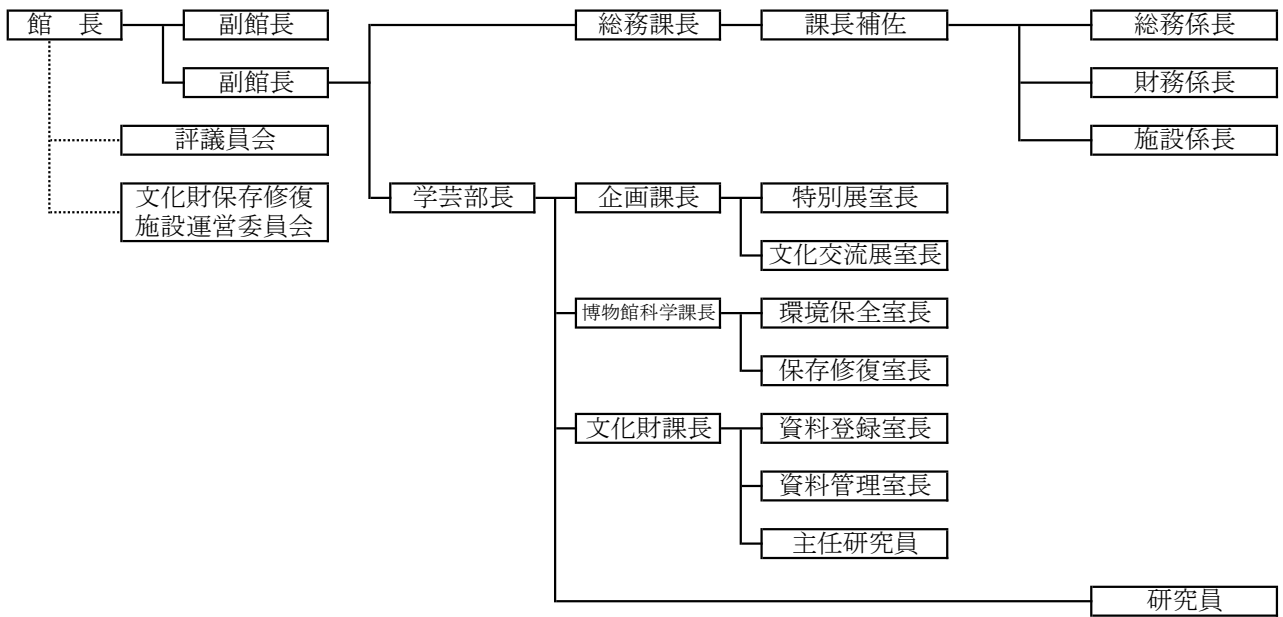 館　長
副館長
総務課長
課長補佐
総務係長
副館長
財務係長
評議員会
施設係長
文化財保存修復
施設運営委員会
学芸部長
企画課長
特別展室長
文化交流展室長
博物館科学課長
環境保全室長
保存修復室長
文化財課長
資料登録室長
資料管理室長
主任研究員
研究員